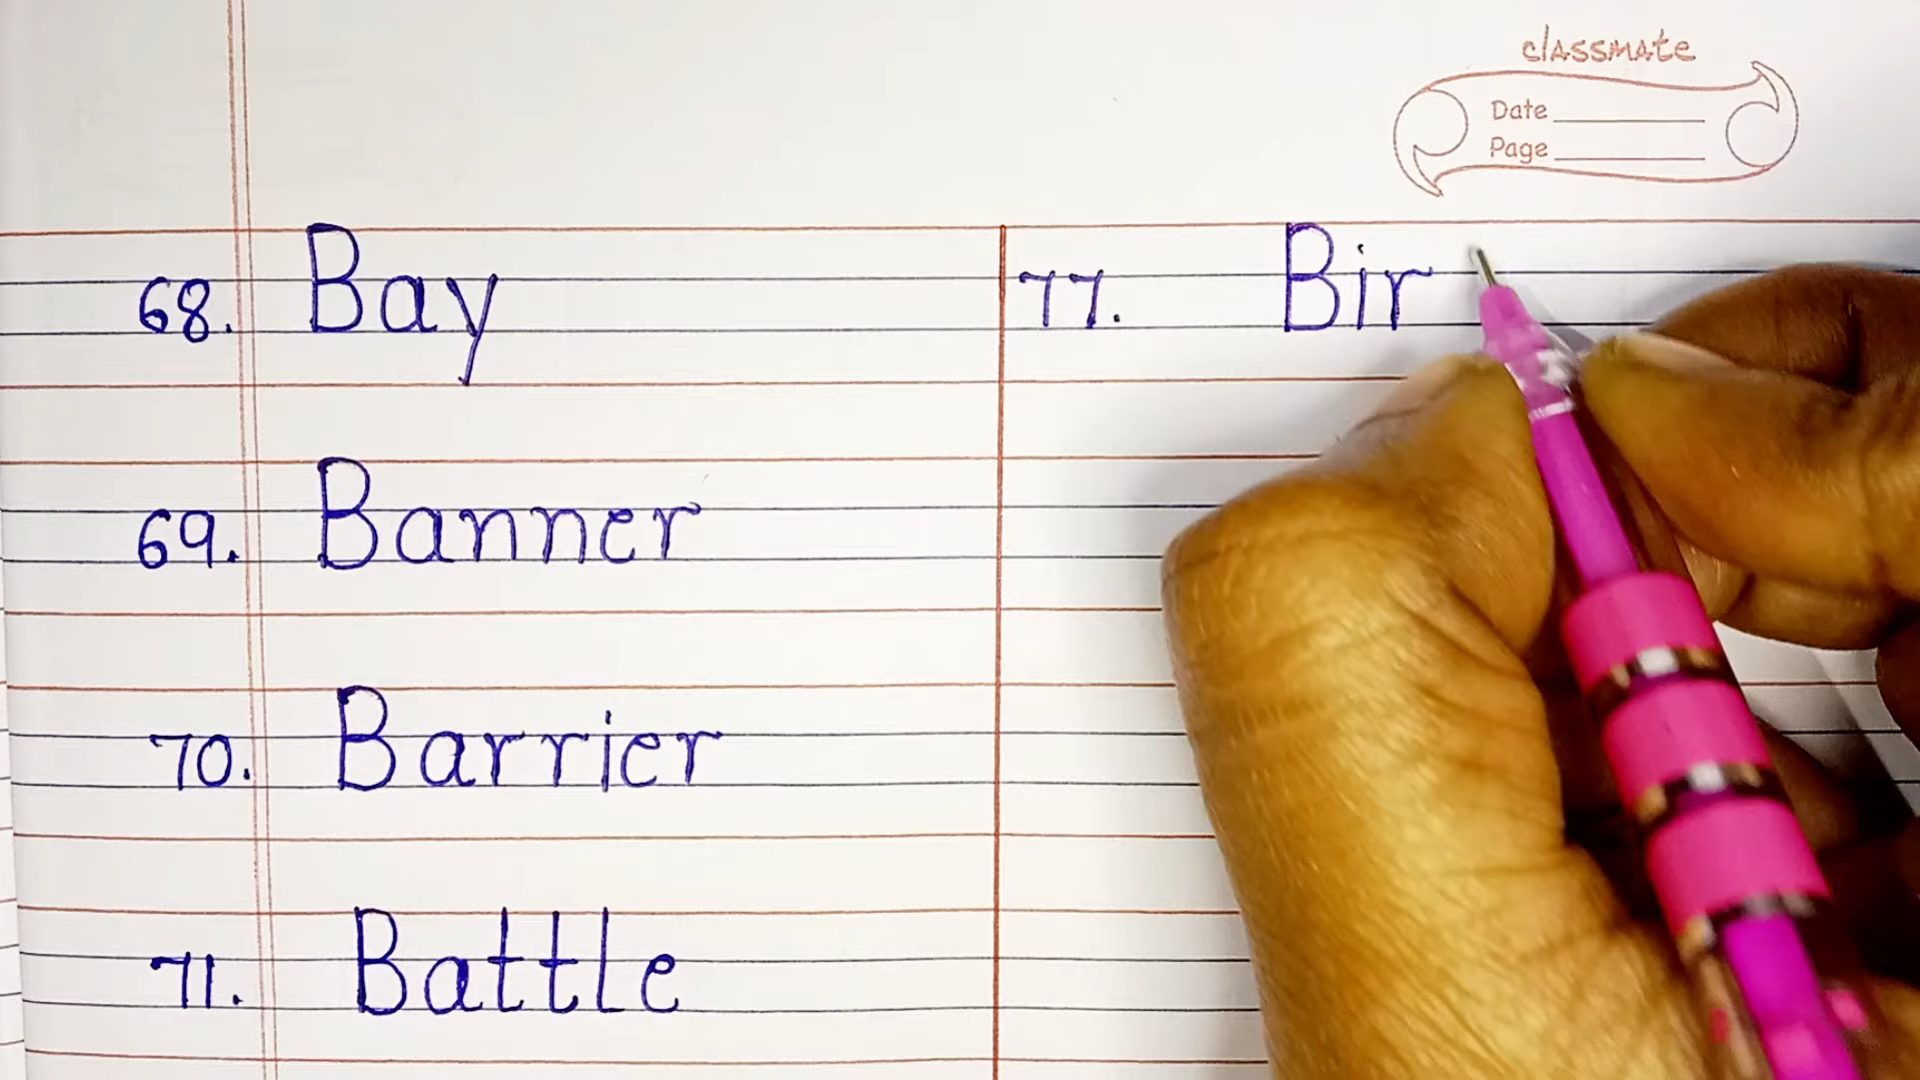 classmate
Date
Page
68. Bay
69. Banner
70. Barrier
71. Battle
77. Bir